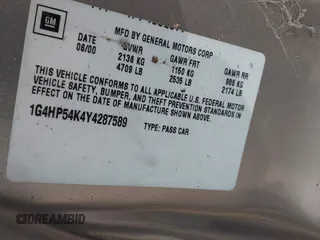 GM
MFD BY GENERAL MOTORS CORP
DATE GVWR GAWR FRT GAWR RR
06/00 2136 KG 1150 KG 986 KG
4709 LB 2535 LB 2174 LB
THIS VEHICLE CONFORMS TO ALL APPLICABLE U.S. FEDERAL MOTOR
VEHICLE SAFETY, BUMPER, AND THEFT PREVENTION STANDARDS IN
EFFECT ON THE DATE OF MANUFACTURE SHOWN ABOVE.
1G4HP54K4Y4287589 TYPE: PASS CAR
© DREAMBID